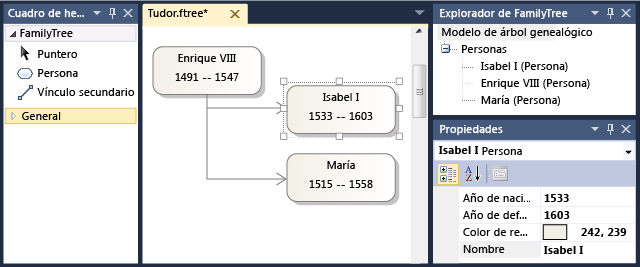 Cuadro de he...
FamilyTree
Puntero
Persona
Vínculo secundario
General
Tudor.ftree*
Enrique VIII
1491 -- 1547
Isabel I
1533 -- 1603
María
1515 -- 1558
Explorador de FamilyTree
Modelo de árbol genealógico
Personas
Isabel I (Persona)
Enrique VIII (Persona)
María (Persona)
Propiedades
Isabel I Persona
Año de naci... 1533
Año de def... 1603
Color de re... 242, 239
Nombre Isabel I